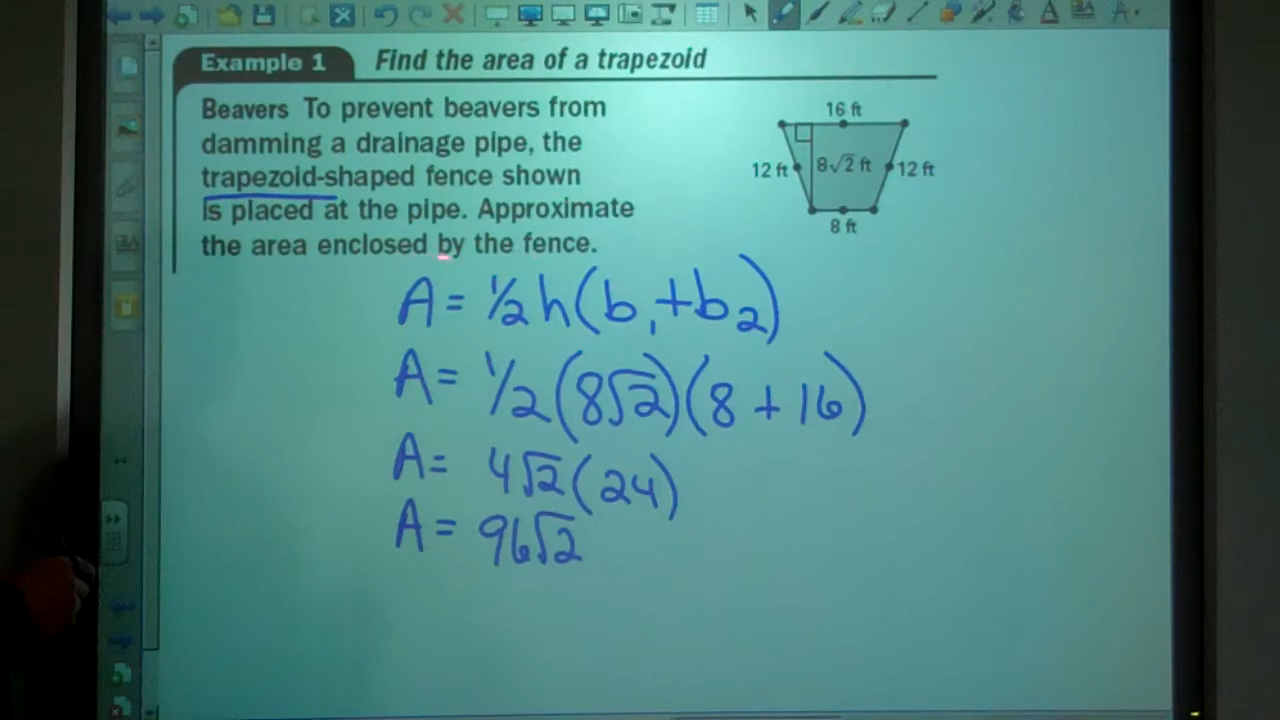 Example 1 Find the area of a trapezoid
Beavers To prevent beavers from
damming a drainage pipe, the
trapezoid-shaped fence shown
is placed at the pipe. Approximate
the area enclosed by the fence.
16 ft
12 ft 8√2 ft 12 ft
8 ft
A = 1/2 h(b₁+b₂)
A = 1/2 (8√2)(8 + 16)
A = 4√2 (24)
A = 96√2